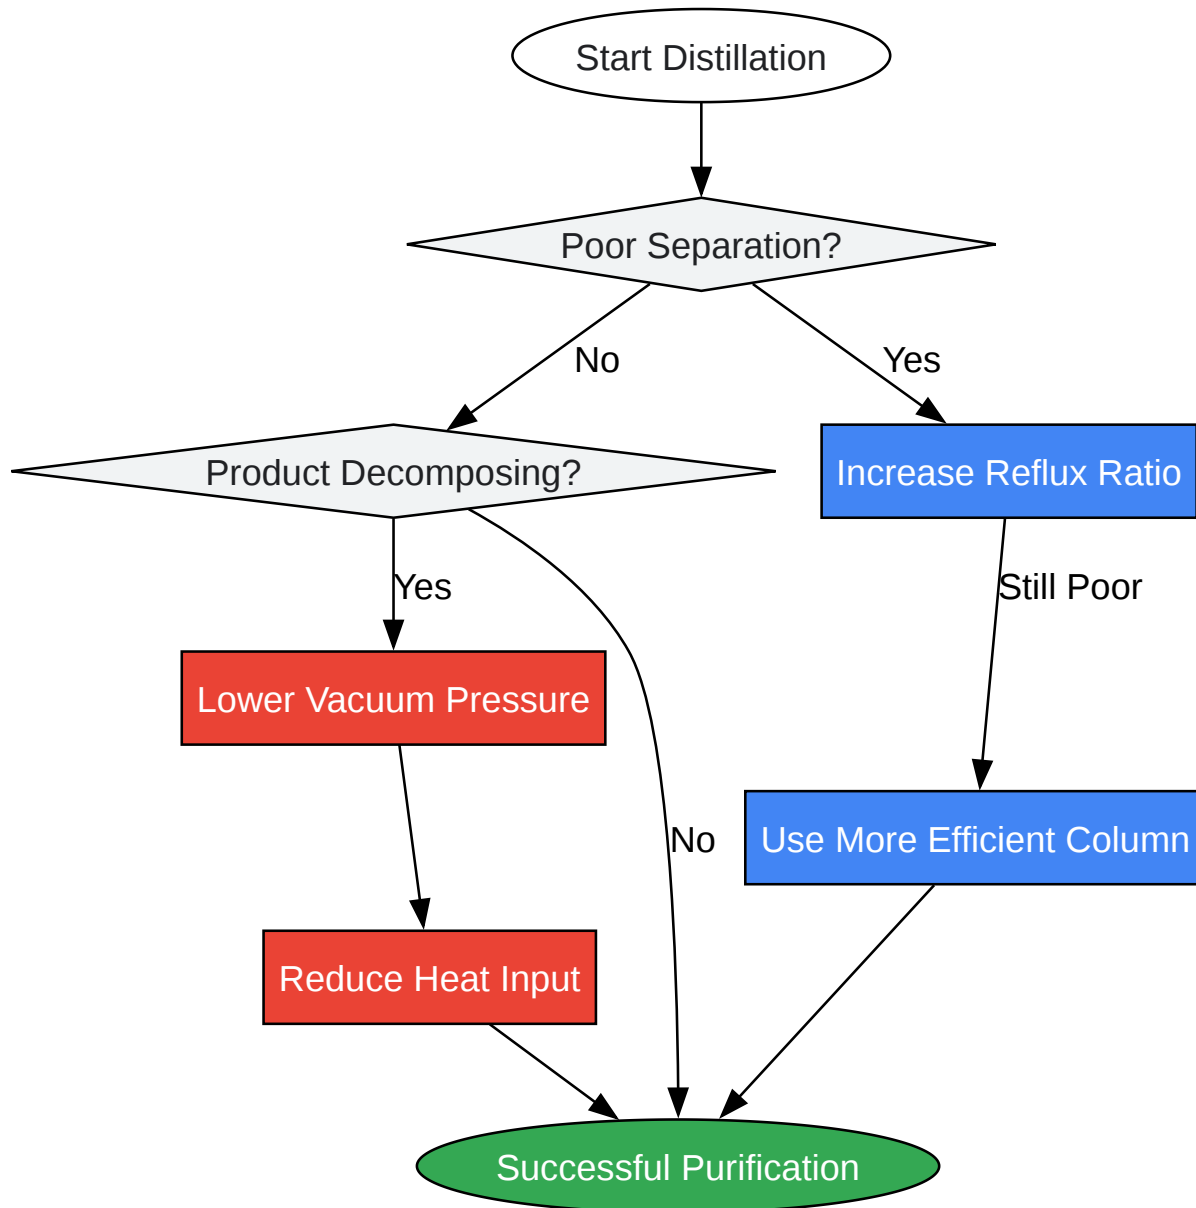 Start Distillation
Poor Separation?
No
Yes
Product Decomposing?
Increase Reflux Ratio
Yes
Still Poor
Lower Vacuum Pressure
No
Use More Efficient Column
Reduce Heat Input
Successful Purification